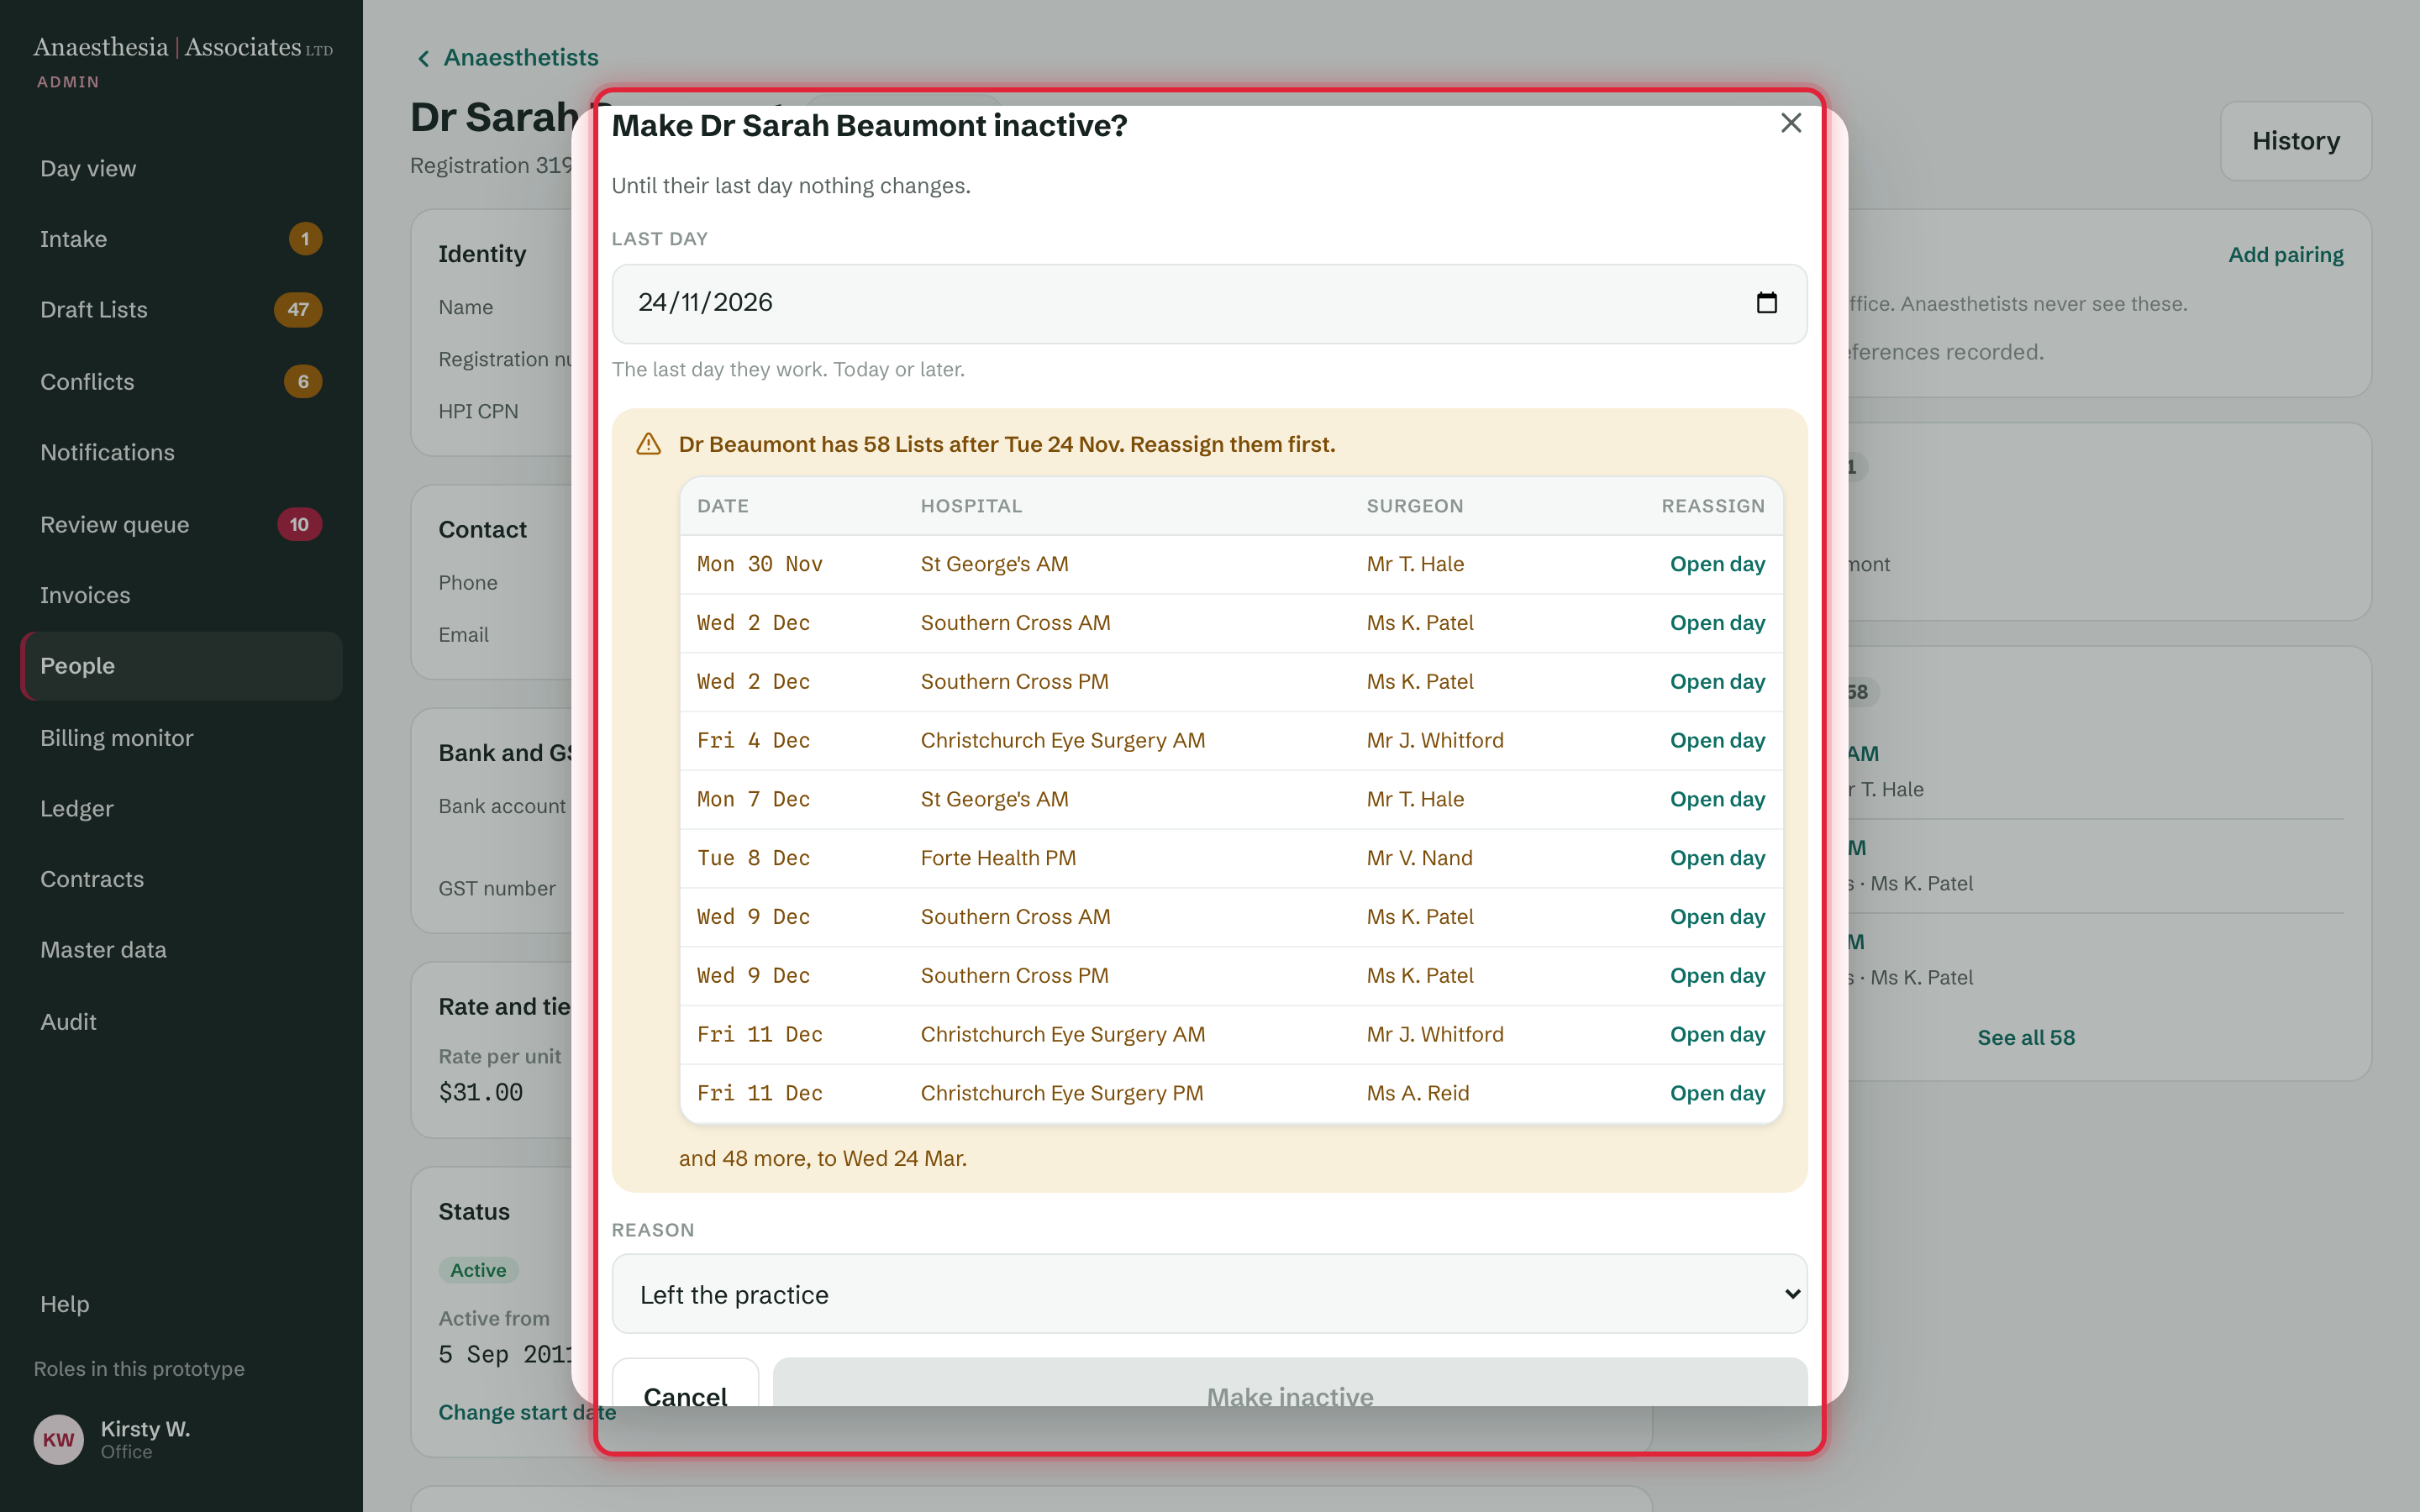 Anaesthesia | Associates LTD
ADMIN
Day view
Intake 1
Draft Lists 47
Conflicts 6
Notifications
Review queue 10
Invoices
People
Billing monitor
Ledger
Contracts
Master data
Audit
Help
Roles in this prototype
KW Kirsty W.
Office
Anaesthetists
Dr Sarah
Registration 319
History
Identity
Name
Registration nu
HPI CPN
Contact
Phone
Email
Bank and GS
Bank account
GST number
Rate and tie
Rate per unit
$31.00
Status
Active
Active from
5 Sep 2011
Change start date
Make Dr Sarah Beaumont inactive?
Until their last day nothing changes.
LAST DAY
24/11/2026
The last day they work. Today or later.
Dr Beaumont has 58 Lists after Tue 24 Nov. Reassign them first.
DATE HOSPITAL SURGEON REASSIGN
Mon 30 Nov St George's AM Mr T. Hale Open day
Wed 2 Dec Southern Cross AM Ms K. Patel Open day
Wed 2 Dec Southern Cross PM Ms K. Patel Open day
Fri 4 Dec Christchurch Eye Surgery AM Mr J. Whitford Open day
Mon 7 Dec St George's AM Mr T. Hale Open day
Tue 8 Dec Forte Health PM Mr V. Nand Open day
Wed 9 Dec Southern Cross AM Ms K. Patel Open day
Wed 9 Dec Southern Cross PM Ms K. Patel Open day
Fri 11 Dec Christchurch Eye Surgery AM Mr J. Whitford Open day
Fri 11 Dec Christchurch Eye Surgery PM Ms A. Reid Open day
and 48 more, to Wed 24 Mar.
REASON
Left the practice
Cancel Make inactive
Add pairing
ffice. Anaesthetists never see these.
eferences recorded.
1
mont
58
AM
r T. Hale
M
s · Ms K. Patel
M
s · Ms K. Patel
See all 58